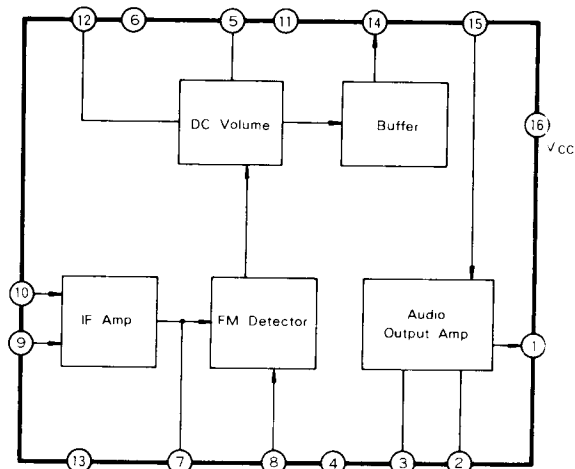 12 6 5 11 14 15
DC Volume
Buffer
16
VCC
10
IF Amp
FM Detector
Audio
Output Amp
9
1
13 7 8 4 3 2